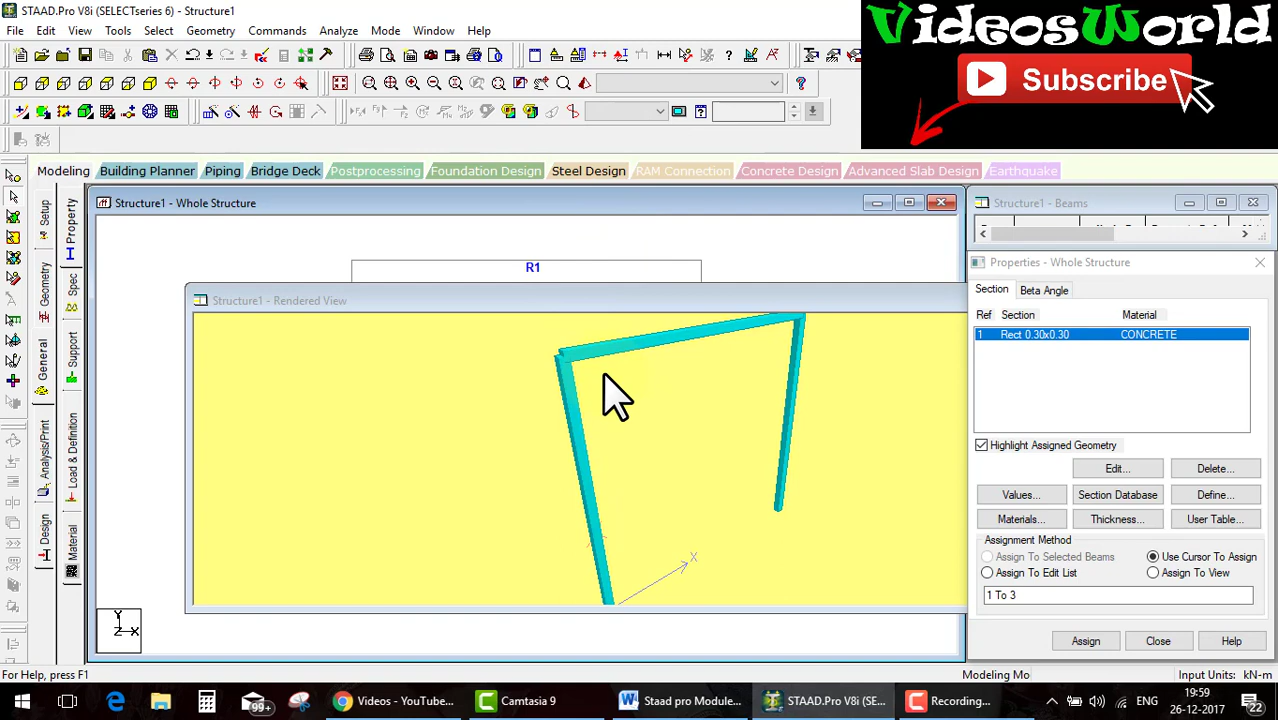 STAAD.Pro V8i (SELECTseries 6) - Structure1
VideosWorld
Subscribe
File Edit View Tools Select Geometry Commands Analyze Mode Window Help
Modeling Building Planner Piping Bridge Deck Postprocessing Foundation Design Steel Design RAM Connection Concrete Design Advanced Slab Design Earthquake
Structure1 - Whole Structure
Structure1 - Beams
R1
Structure1 - Rendered View
X
Y
Z X
Setup
Geometry
General
Analysis/Print
Design
Property
Spec
Support
Load & Definition
Material
Properties - Whole Structure
Section Beta Angle
Ref Section Material
1 Rect 0.30x0.30 CONCRETE
Highlight Assigned Geometry
Edit... Delete...
Values... Section Database Define...
Materials... Thickness... User Table...
Assignment Method
Assign To Selected Beams Use Cursor To Assign
Assign To Edit List Assign To View
1 To 3
Assign Close Help
For Help, press F1
Modeling Mo Input Units: kN-m
99+
Videos - YouTube... Camtasia 9 Staad pro Module... STAAD.Pro V8i (SE... Recording...
ENG
19:59
26-12-2017
22